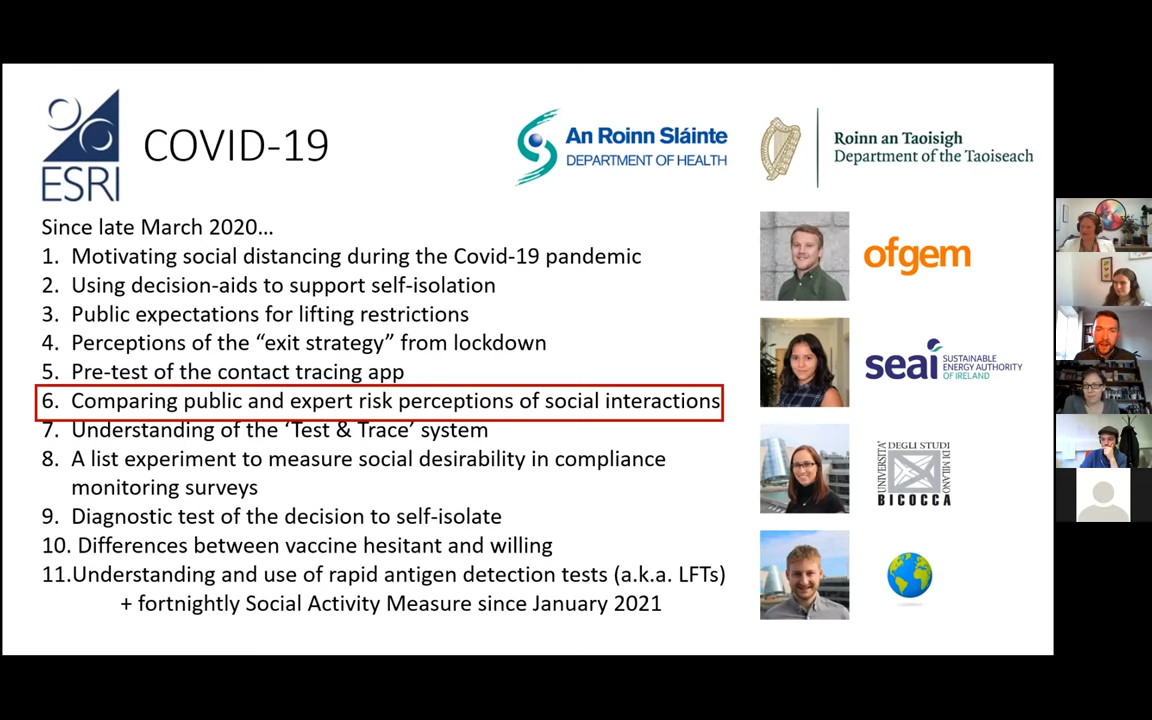 ESRI
COVID-19
An Roinn Sláinte
DEPARTMENT OF HEALTH
Roinn an Taoisigh
Department of the Taoiseach
Since late March 2020…
1. Motivating social distancing during the Covid-19 pandemic
2. Using decision-aids to support self-isolation
3. Public expectations for lifting restrictions
4. Perceptions of the “exit strategy” from lockdown
5. Pre-test of the contact tracing app
6. Comparing public and expert risk perceptions of social interactions
7. Understanding of the ‘Test & Trace’ system
8. A list experiment to measure social desirability in compliance
monitoring surveys
9. Diagnostic test of the decision to self-isolate
10. Differences between vaccine hesitant and willing
11.Understanding and use of rapid antigen detection tests (a.k.a. LFTs)
+ fortnightly Social Activity Measure since January 2021
ofgem
seai
SUSTAINABLE
ENERGY AUTHORITY
OF IRELAND
UNIVERSITA'
DEGLI STUDI
DI MILANO
BICOCCA